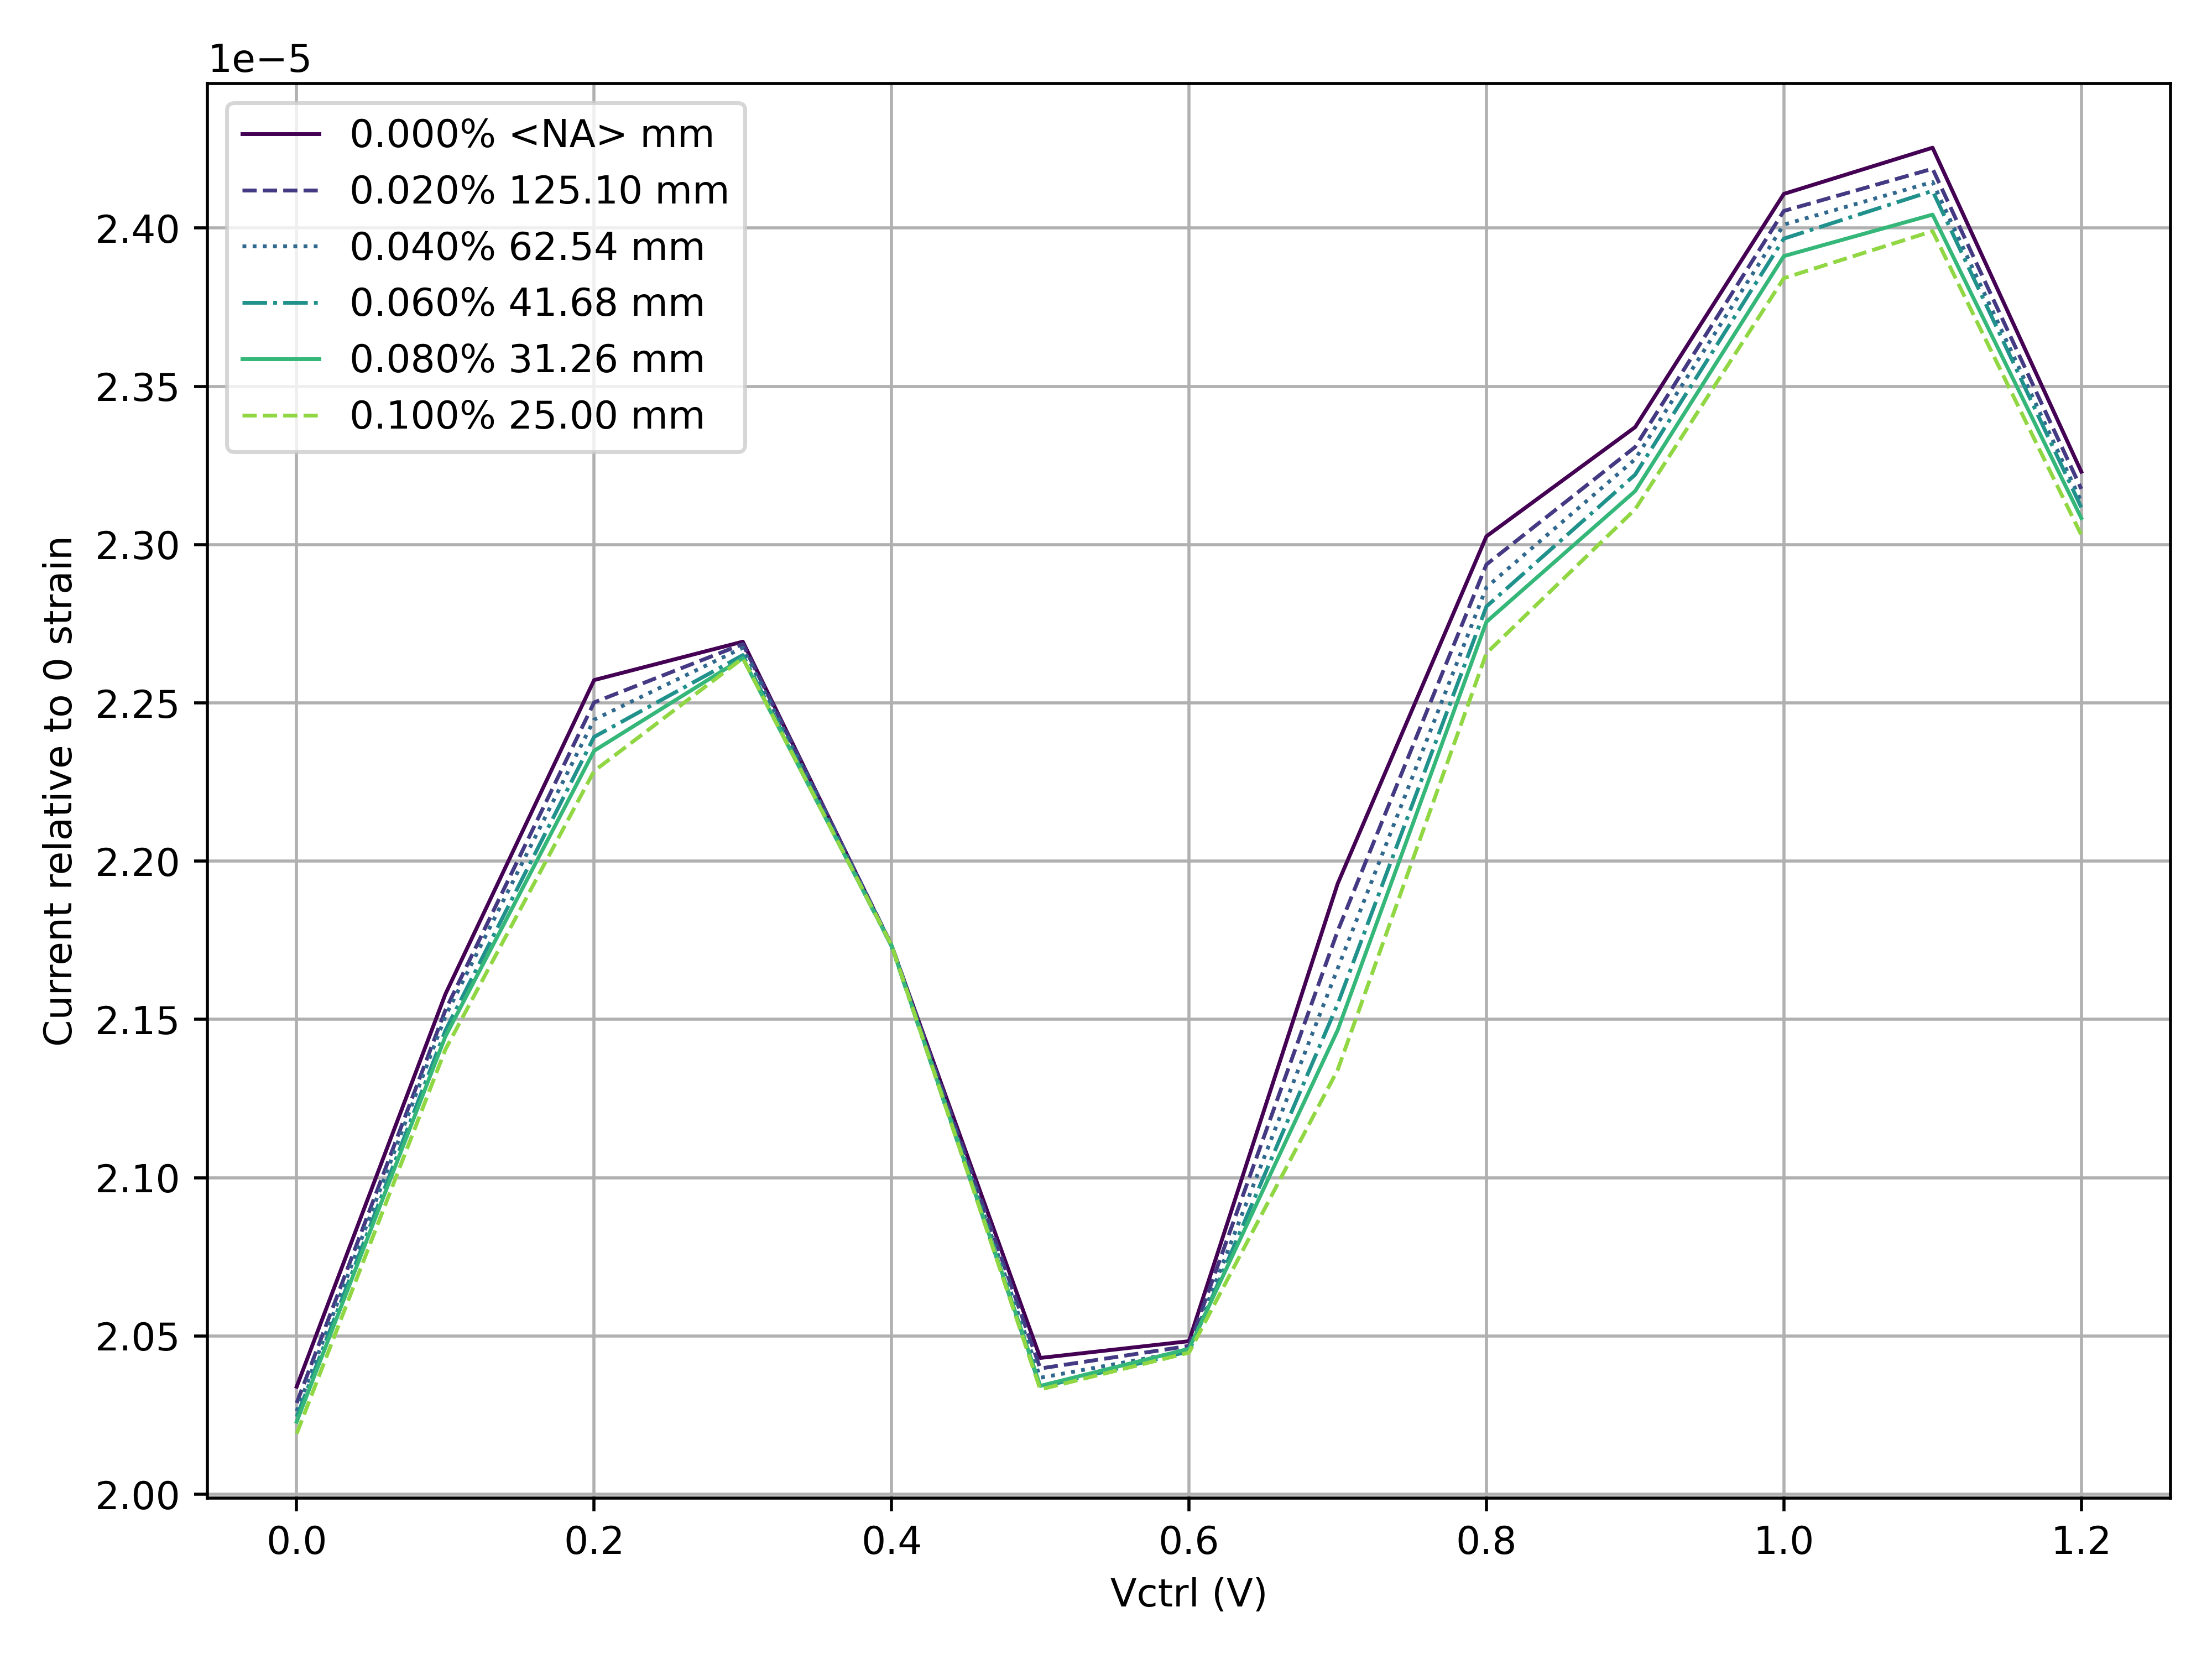 1e−5
0.000% <NA> mm
0.020% 125.10 mm
0.040% 62.54 mm
0.060% 41.68 mm
0.080% 31.26 mm
0.100% 25.00 mm
2.40
2.35
2.30
2.25
2.20
2.15
2.10
2.05
2.00
Current relative to 0 strain
0.0 0.2 0.4 0.6 0.8 1.0 1.2
Vctrl (V)